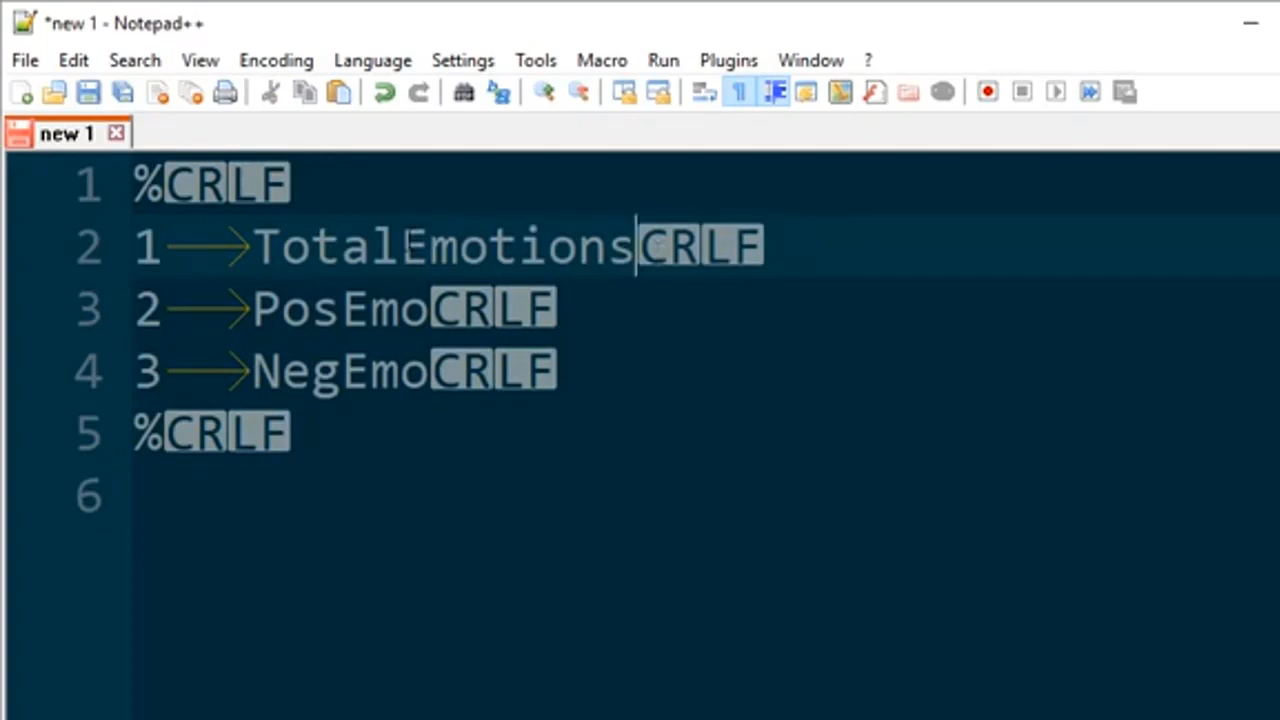 *new 1 - Notepad++
File Edit Search View Encoding Language Settings Tools Macro Run Plugins Window ?
new 1
1 %CRLF
2 1 TotalEmotionsCRLF
3 2 PosEmoCRLF
4 3 NegEmoCRLF
5 %CRLF
6